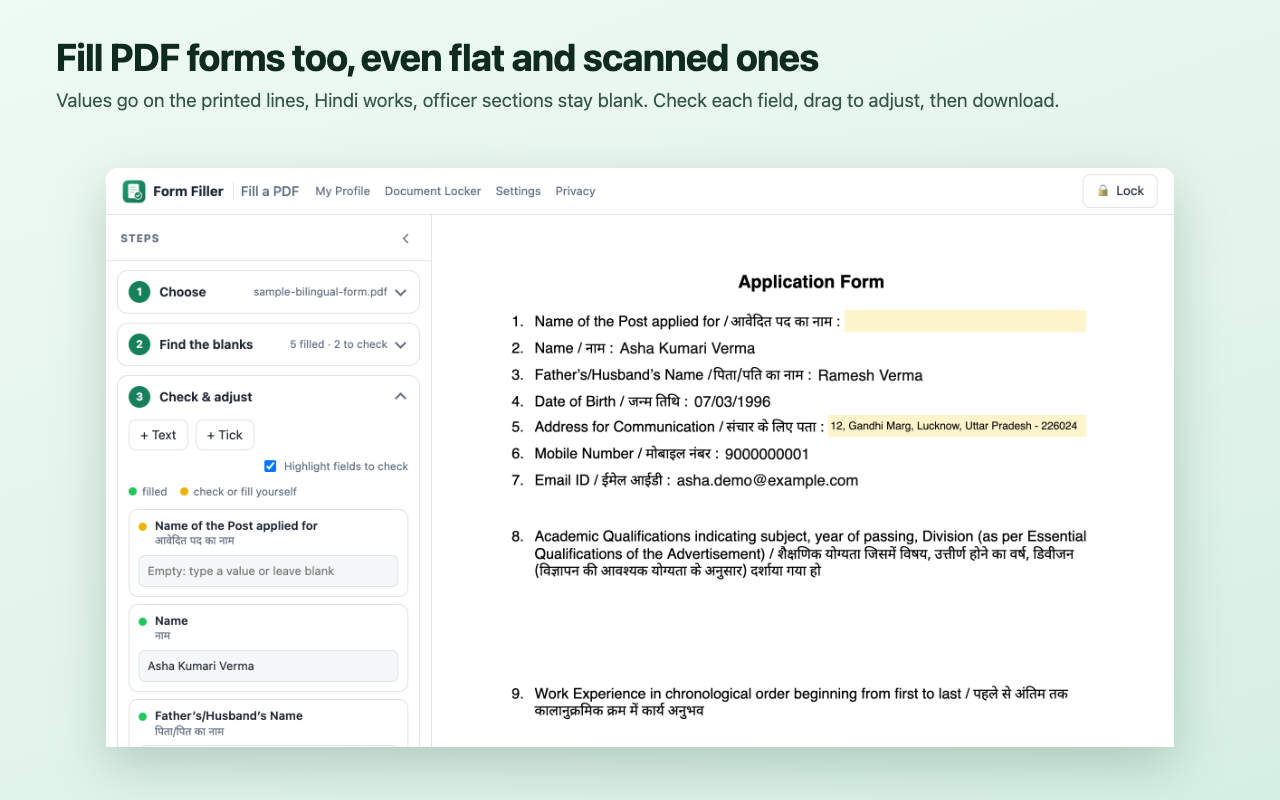 Fill PDF forms too, even flat and scanned ones
Values go on the printed lines, Hindi works, officer sections stay blank. Check each field, drag to adjust, then download.
Form Filler Fill a PDF My Profile Document Locker Settings Privacy Lock
STEPS
1 Choose sample-bilingual-form.pdf
2 Find the blanks 5 filled · 2 to check
3 Check & adjust
+ Text + Tick
Highlight fields to check
filled check or fill yourself
Name of the Post applied for
आवेदित पद का नाम
Empty: type a value or leave blank
Name
नाम
Asha Kumari Verma
Father's/Husband's Name
पिता/पित का नाम
Application Form
1. Name of the Post applied for / आवेदित पद का नाम :
2. Name / नाम : Asha Kumari Verma
3. Father's/Husband's Name /पिता/पति का नाम : Ramesh Verma
4. Date of Birth / जन्म तिथि : 07/03/1996
5. Address for Communication / संचार के लिए पता : 12, Gandhi Marg, Lucknow, Uttar Pradesh - 226024
6. Mobile Number / मोबाइल नंबर : 9000000001
7. Email ID / ईमेल आईडी : asha.demo@example.com
8. Academic Qualifications indicating subject, year of passing, Division (as per Essential
Qualifications of the Advertisement) / शैक्षणिक योग्यता जिसमें विषय, उत्तीर्ण होने का वर्ष, डिवीजन
(विज्ञापन की आवश्यक योग्यता के अनुसार) दर्शाया गया हो
9. Work Experience in chronological order beginning from first to last / पहले से अंतिम तक
कालानुक्रमिक क्रम में कार्य अनुभव